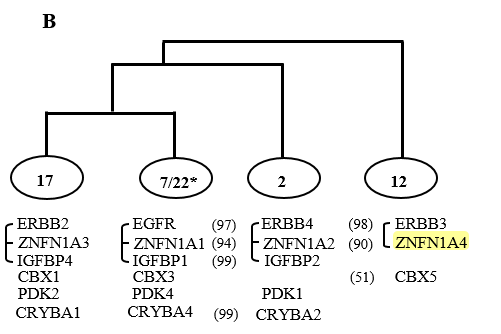 B
17 7/22* 2 12
ERBB2 EGFR (97) ERBB4 (98) ERBB3
ZNFN1A3 ZNFN1A1 (94) ZNFN1A2 (90) ZNFN1A4
IGFBP4 IGFBP1 (99) IGFBP2
CBX1 CBX3 (51) CBX5
PDK2 PDK4 PDK1
CRYBA1 CRYBA4 (99) CRYBA2